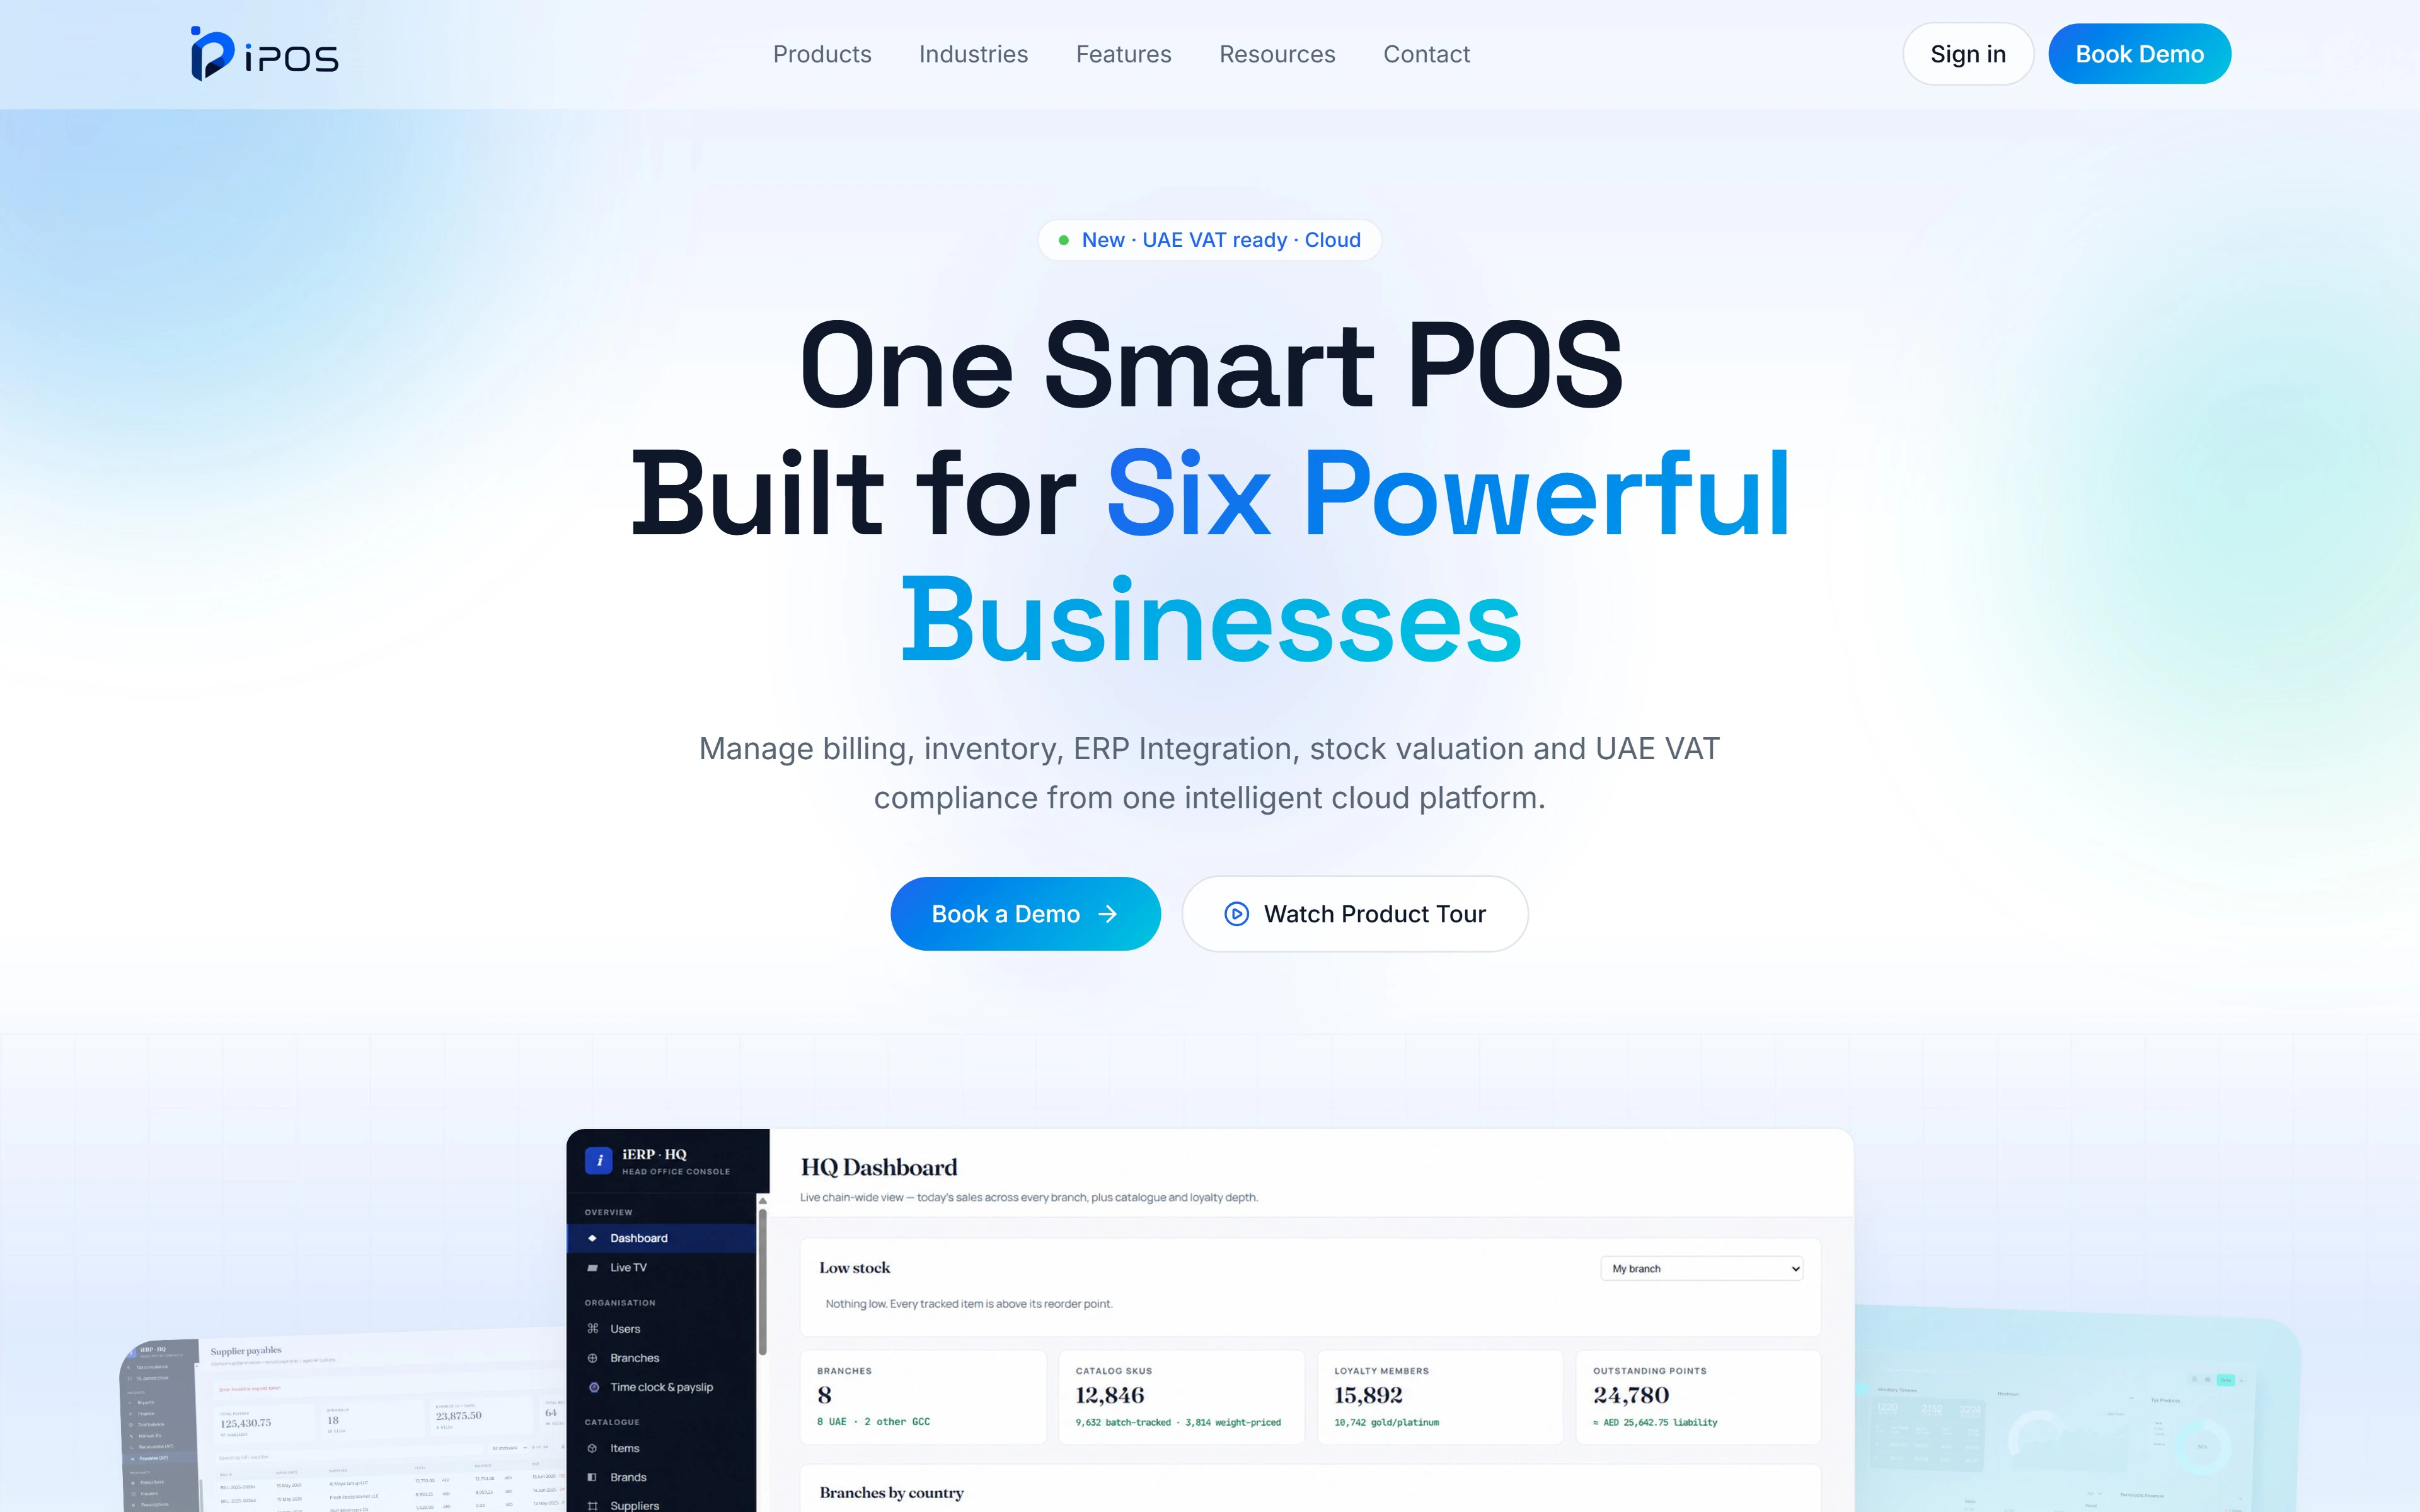 iPOS
Products Industries Features Resources Contact
Sign in Book Demo
New · UAE VAT ready · Cloud
One Smart POS
Built for Six Powerful
Businesses
Manage billing, inventory, ERP Integration, stock valuation and UAE VAT
compliance from one intelligent cloud platform.
Book a Demo → Watch Product Tour
i iERP · HQ
HEAD OFFICE CONSOLE
OVERVIEW
Dashboard
Live TV
ORGANISATION
Users
Branches
Time clock & payslip
CATALOGUE
Items
Brands
Suppliers
HQ Dashboard
Live chain-wide view — today's sales across every branch, plus catalogue and loyalty depth.
Low stock
My branch
Nothing low. Every tracked item is above its reorder point.
BRANCHES
8
8 UAE · 2 other GCC
CATALOG SKUS
12,846
9,632 batch-tracked · 3,814 weight-priced
LOYALTY MEMBERS
15,892
10,742 gold/platinum
OUTSTANDING POINTS
24,780
≈ AED 25,642.75 liability
Branches by country
iERP · HQ
Supplier payables
125,430.75
18
23,875.50
64